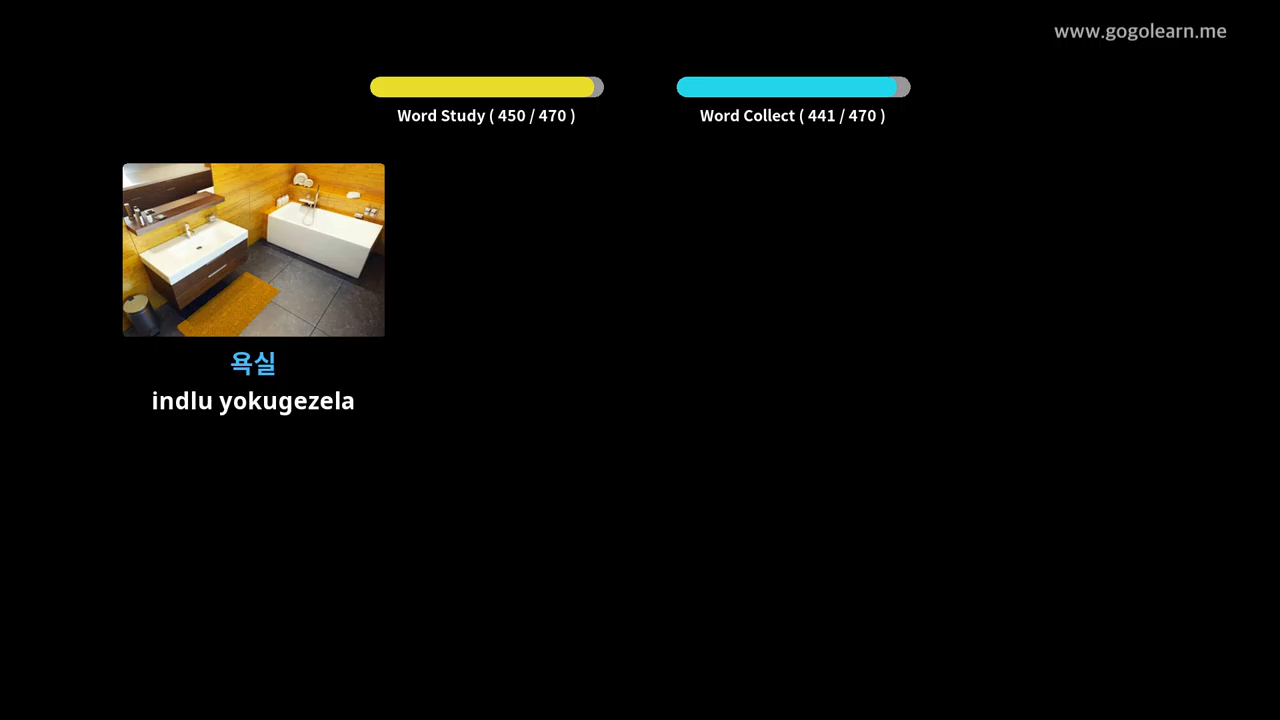 www.gogolearn.me
Word Study ( 450 / 470 )
Word Collect ( 441 / 470 )
욕실
indlu yokugezela